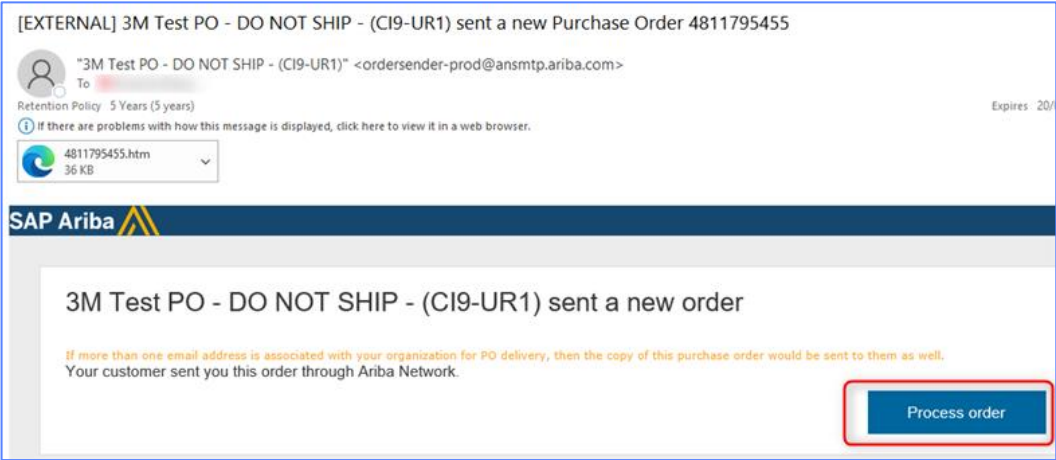 [EXTERNAL] 3M Test PO - DO NOT SHIP - (CI9-UR1) sent a new Purchase Order 4811795455
"3M Test PO - DO NOT SHIP - (CI9-UR1)" <ordersender-prod@ansmtp.ariba.com>
To
Retention Policy 5 Years (5 years) Expires 20/
If there are problems with how this message is displayed, click here to view it in a web browser.
4811795455.htm
36 KB
SAP Ariba
3M Test PO - DO NOT SHIP - (CI9-UR1) sent a new order
If more than one email address is associated with your organization for PO delivery, then the copy of this purchase order would be sent to them as well.
Your customer sent you this order through Ariba Network.
Process order